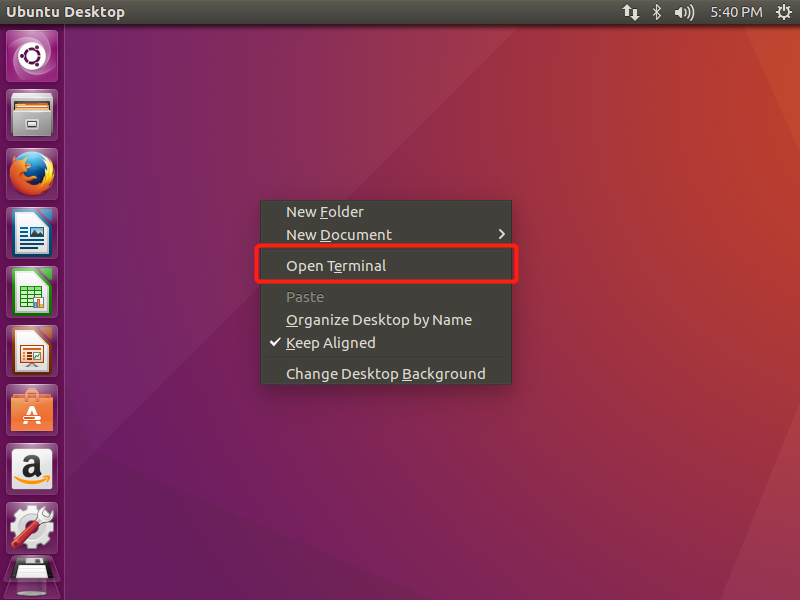 Ubuntu Desktop
5:40 PM
New Folder
New Document
Open Terminal
Paste
Organize Desktop by Name
Keep Aligned
Change Desktop Background